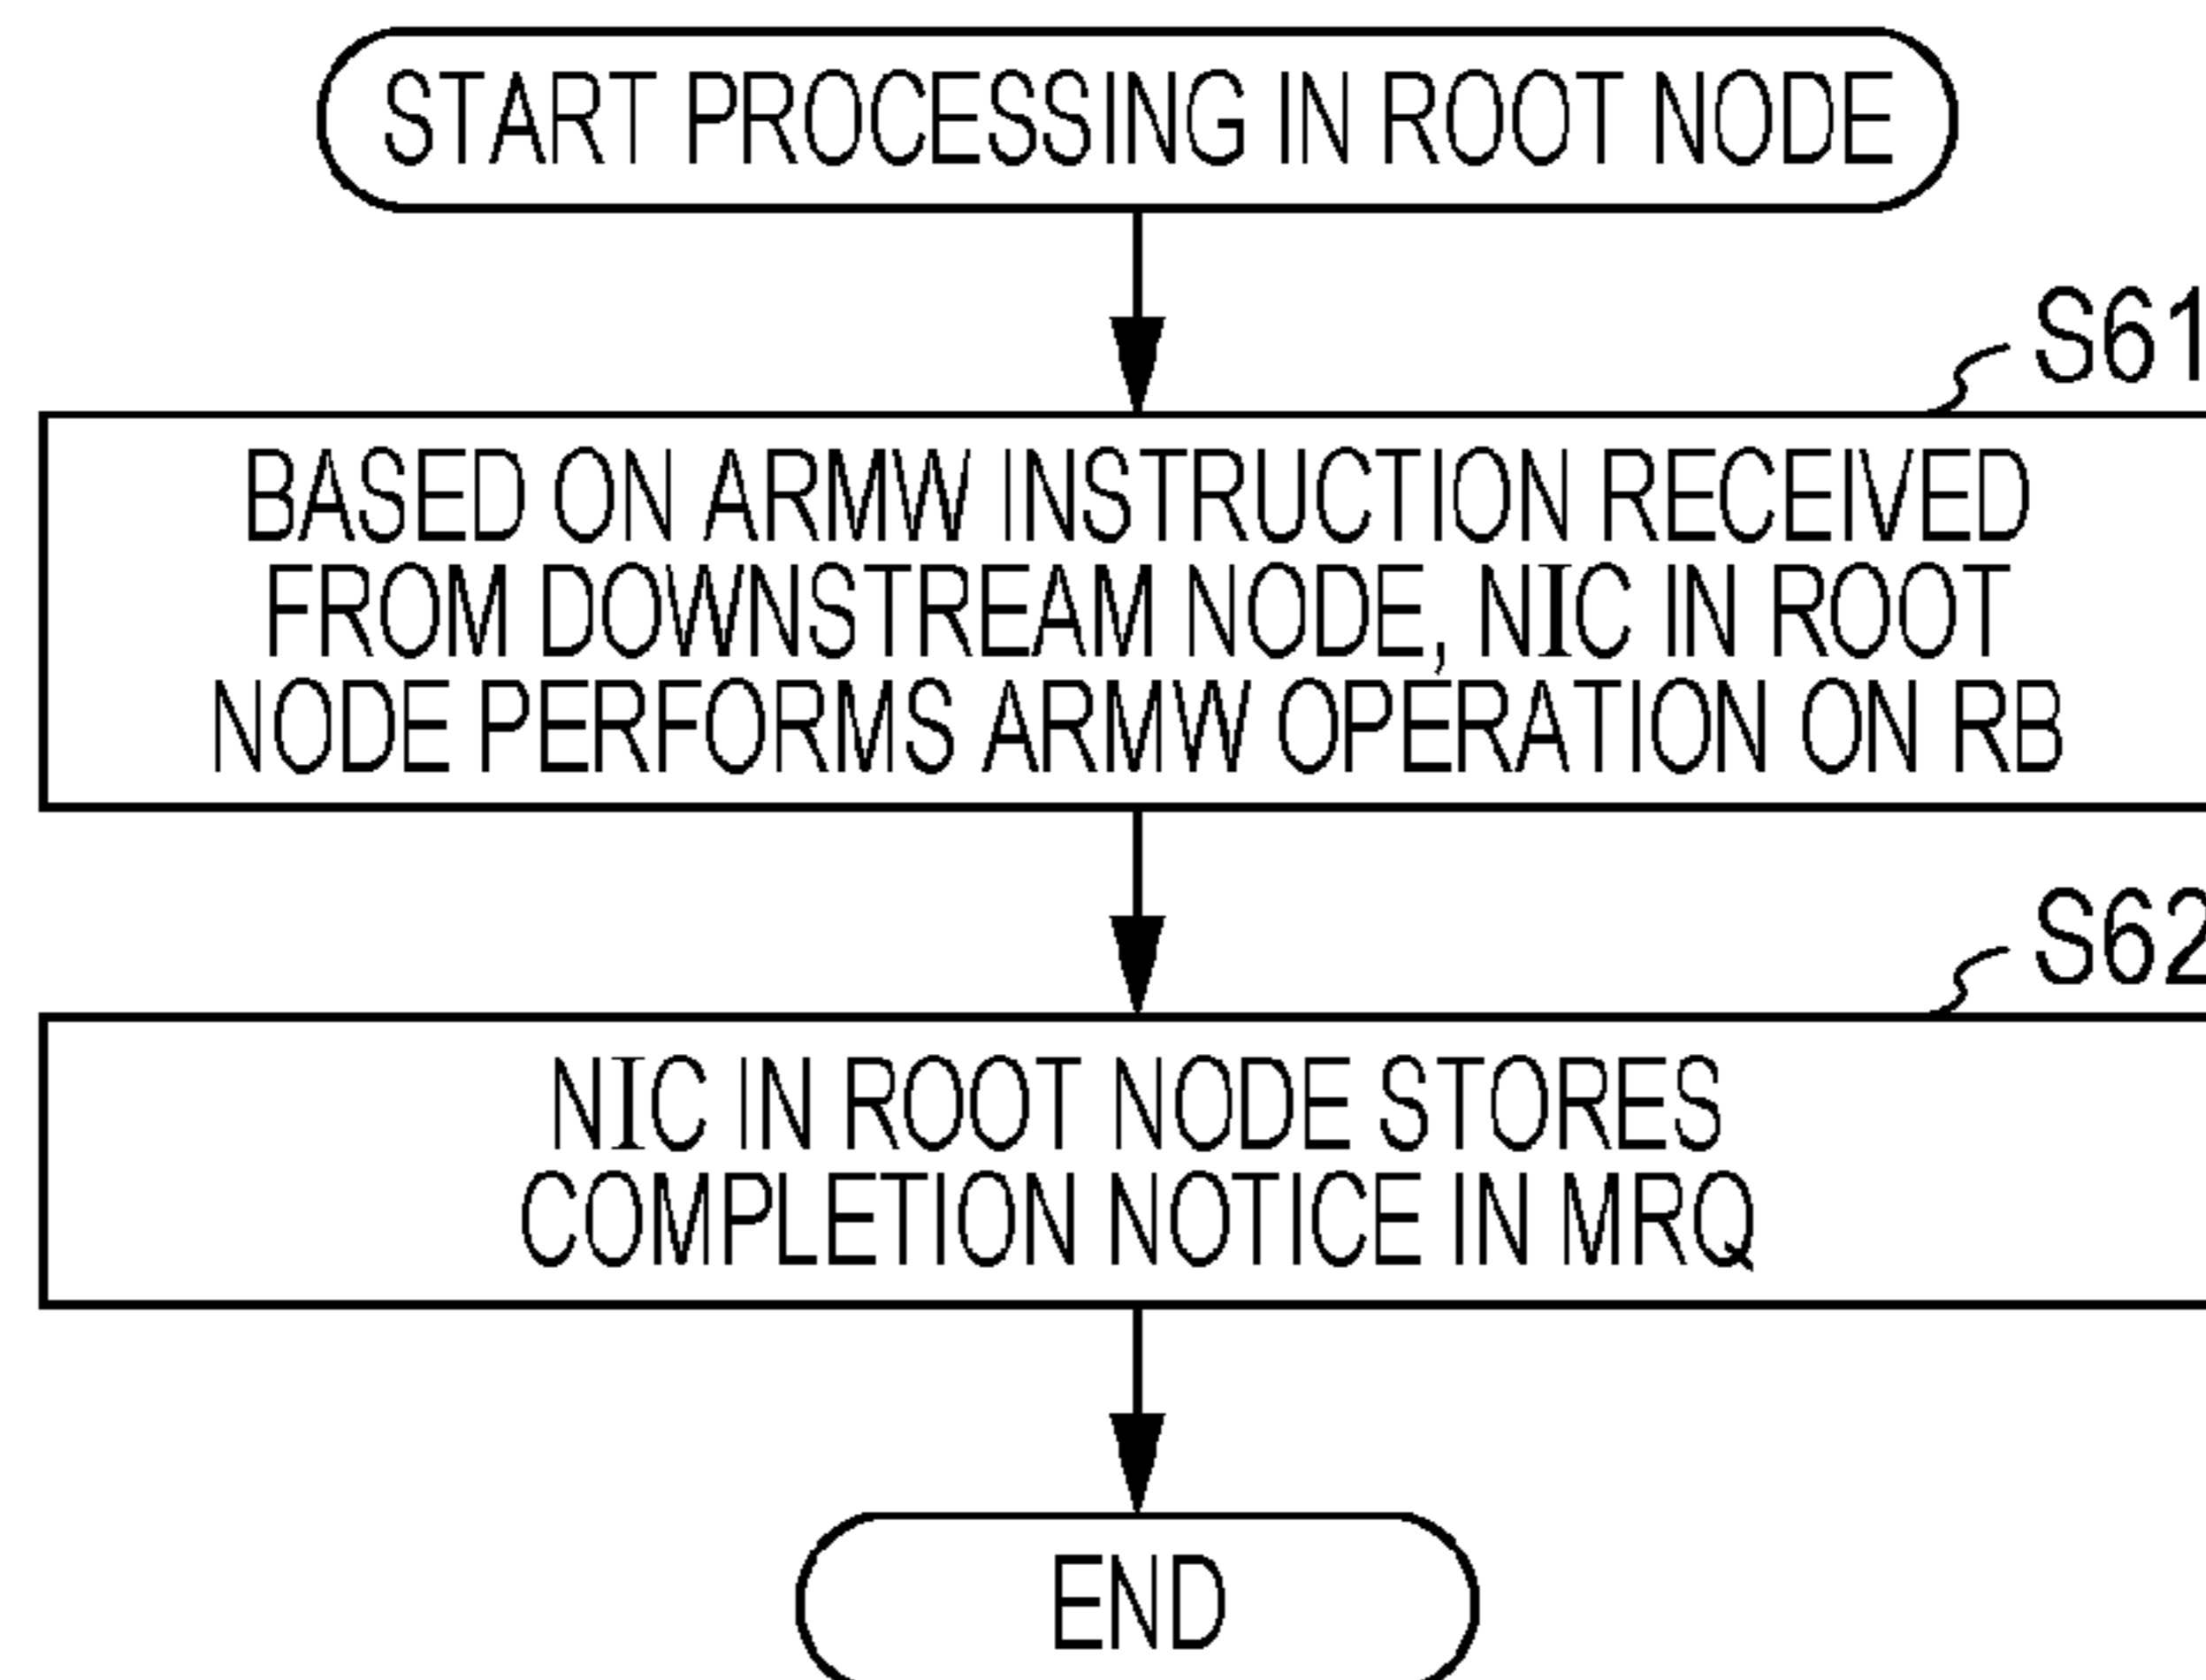 START PROCESSING IN ROOT NODE
S61
BASED ON ARMW INSTRUCTION RECEIVED
FROM DOWNSTREAM NODE, NIC IN ROOT
NODE PERFORMS ARMW OPERATION ON RB
S62
NIC IN ROOT NODE STORES
COMPLETION NOTICE IN MRQ
END